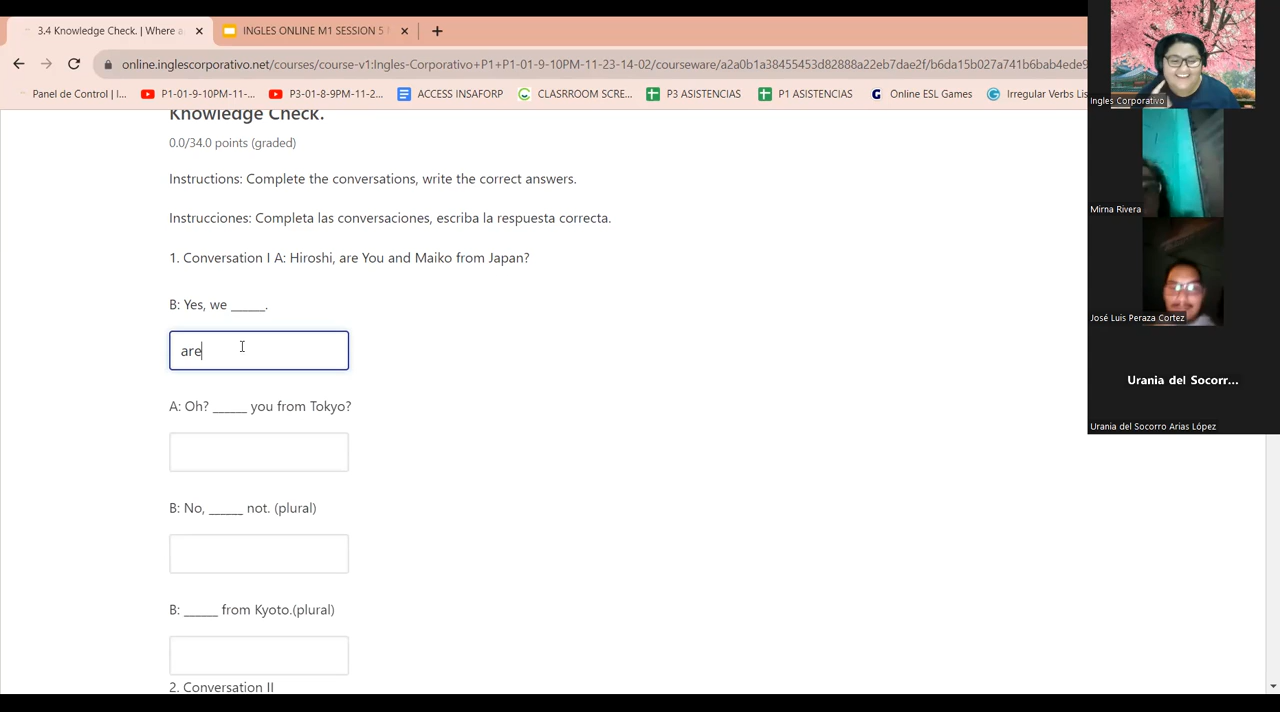 3.4 Knowledge Check. | Where a
INGLES ONLINE M1 SESSION 5
online.inglescorporativo.net/courses/course-v1:Ingles-Corporativo+P1+P1-01-9-10PM-11-23-14-02/courseware/a2a0b1a38455453d82888a22eb7dae2f/b6da15b027a741b6bab4ede9
Panel de Control | I...
P1-01-9-10PM-11-...
P3-01-8-9PM-11-2...
ACCESS INSAFORP
CLASRROOM SCRE...
P3 ASISTENCIAS
P1 ASISTENCIAS
Online ESL Games
Irregular Verbs Lis
Knowledge Check.
0.0/34.0 points (graded)
Instructions: Complete the conversations, write the correct answers.
Instrucciones: Completa las conversaciones, escriba la respuesta correcta.
1. Conversation I A: Hiroshi, are You and Maiko from Japan?
B: Yes, we ______.
are
A: Oh? ______ you from Tokyo?
B: No, ______ not. (plural)
B: ______ from Kyoto.(plural)
2. Conversation II
Ingles Corporativo
Mirna Rivera
José Luis Peraza Cortez
Urania del Socorr...
Urania del Socorro Arias López